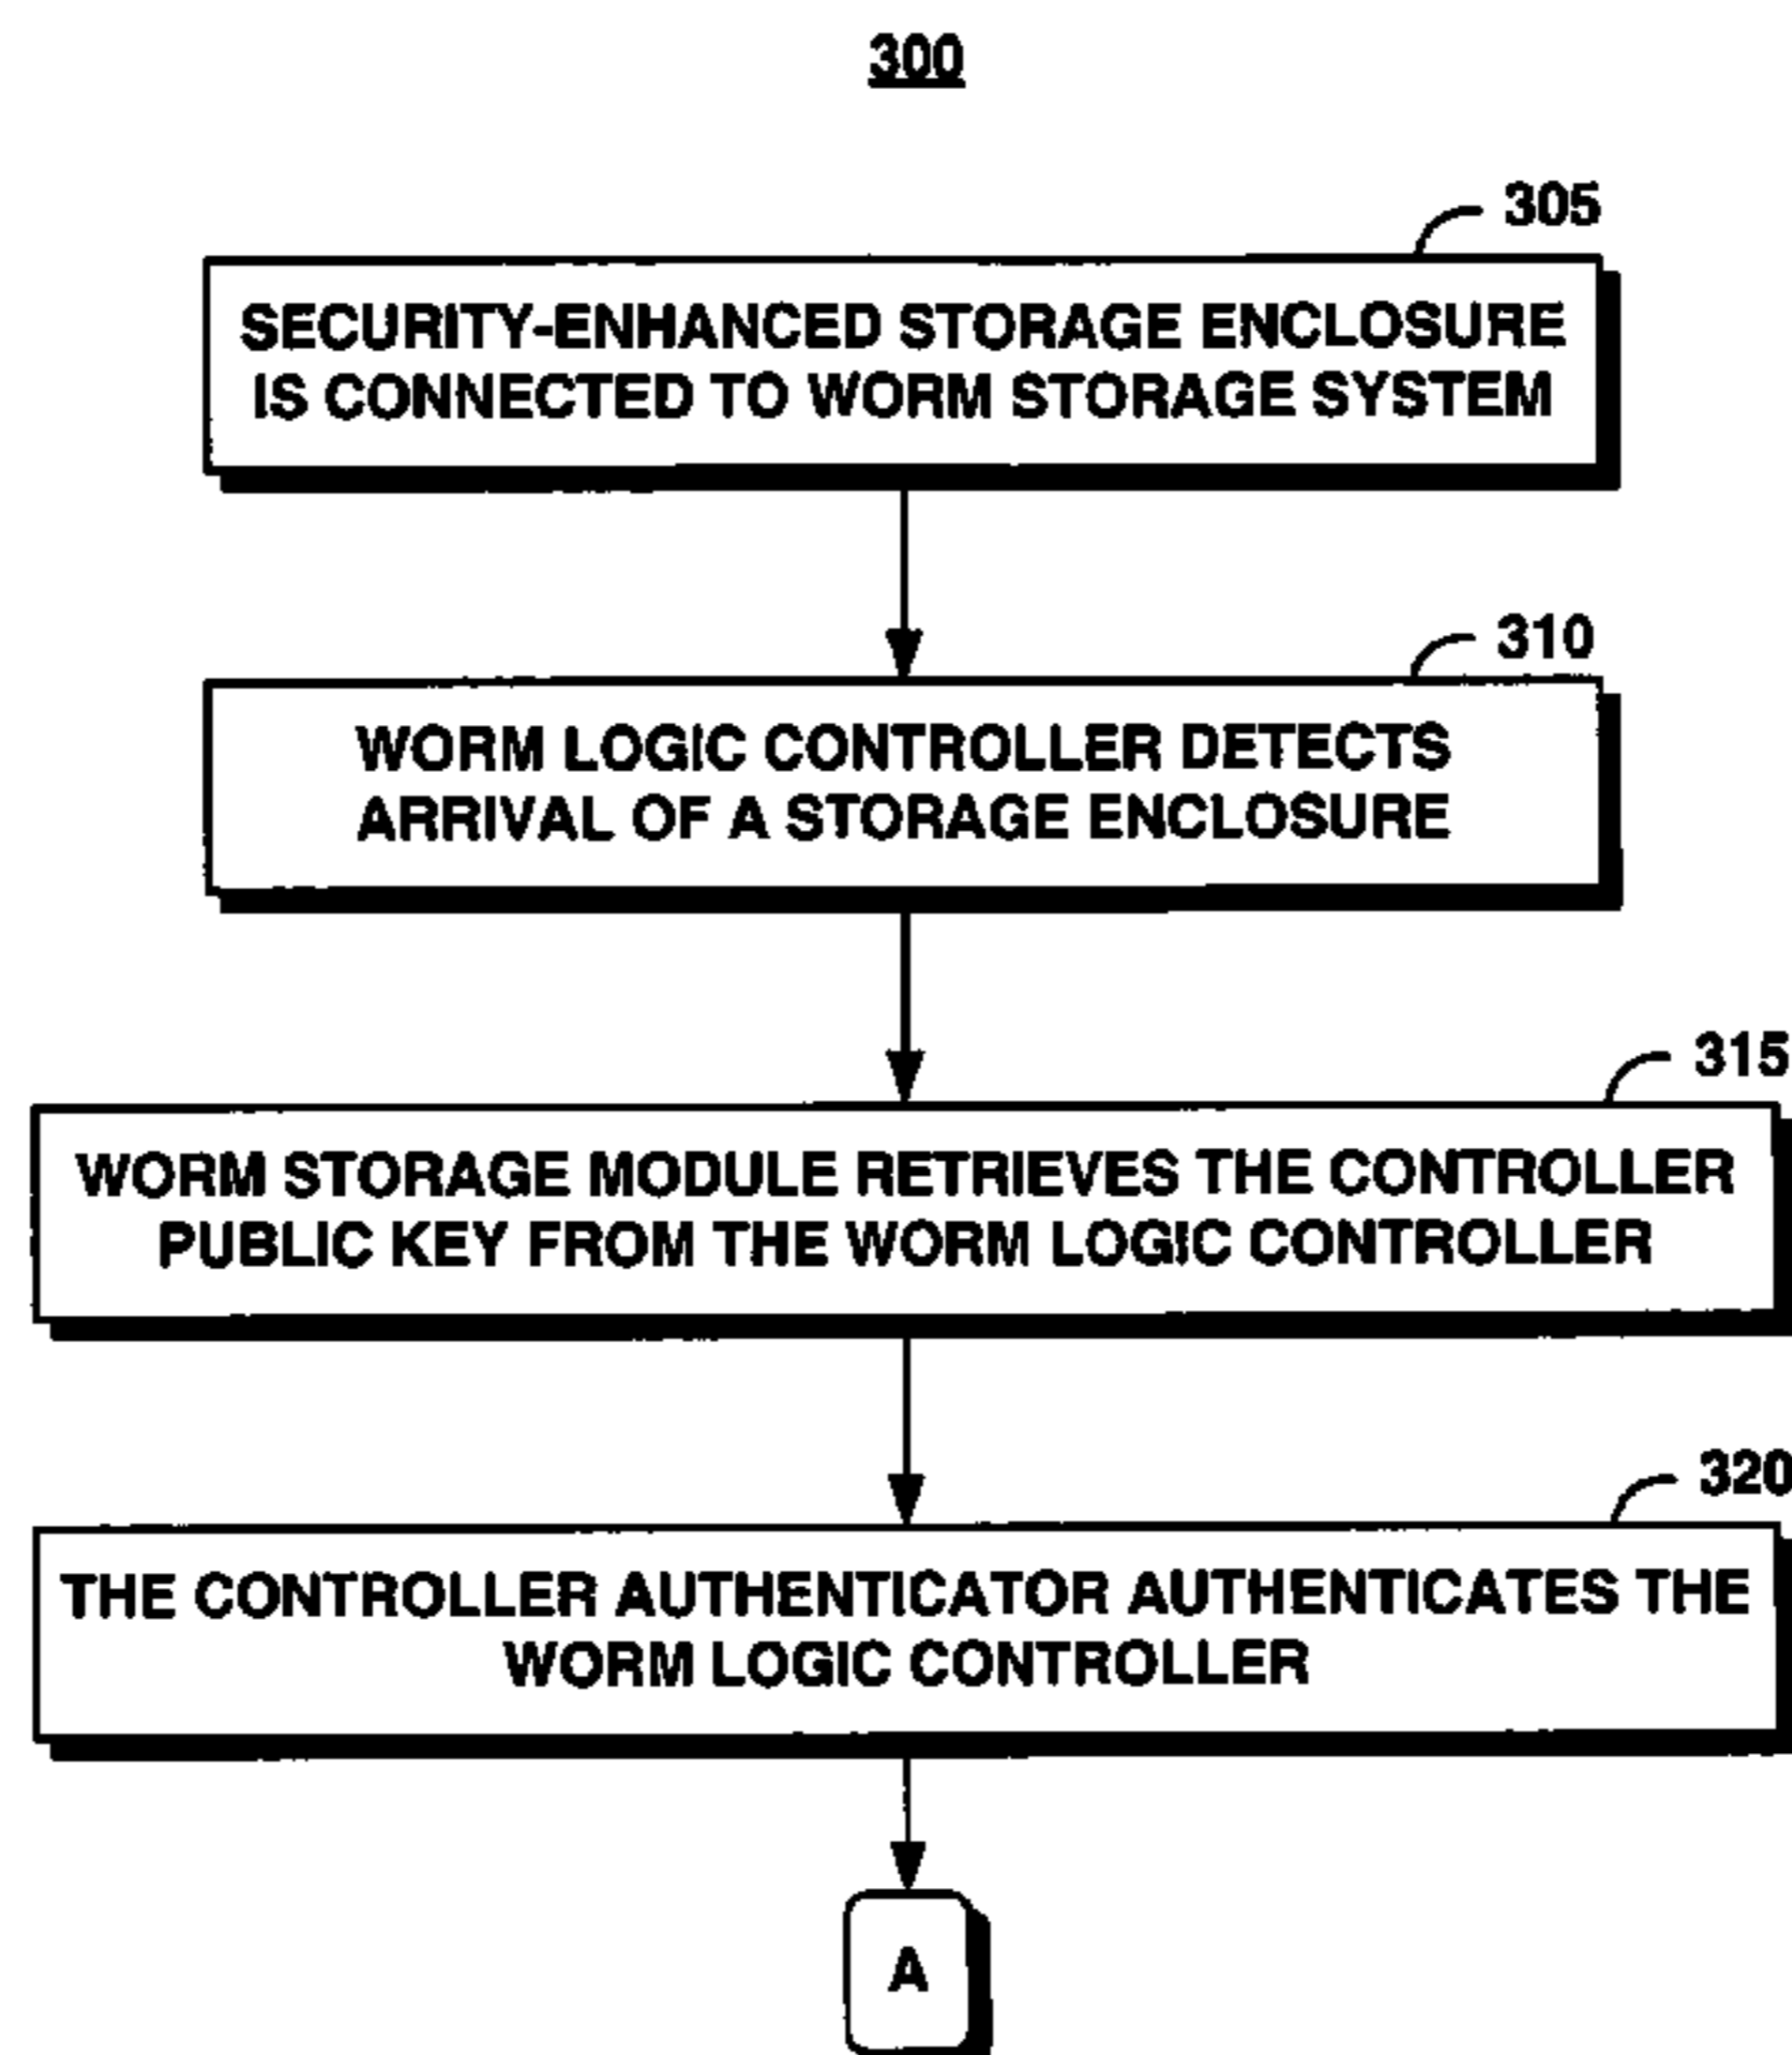 300
305
SECURITY-ENHANCED STORAGE ENCLOSURE
IS CONNECTED TO WORM STORAGE SYSTEM
310
WORM LOGIC CONTROLLER DETECTS
ARRIVAL OF A STORAGE ENCLOSURE
315
WORM STORAGE MODULE RETRIEVES THE CONTROLLER
PUBLIC KEY FROM THE WORM LOGIC CONTROLLER
320
THE CONTROLLER AUTHENTICATOR AUTHENTICATES THE
WORM LOGIC CONTROLLER
A